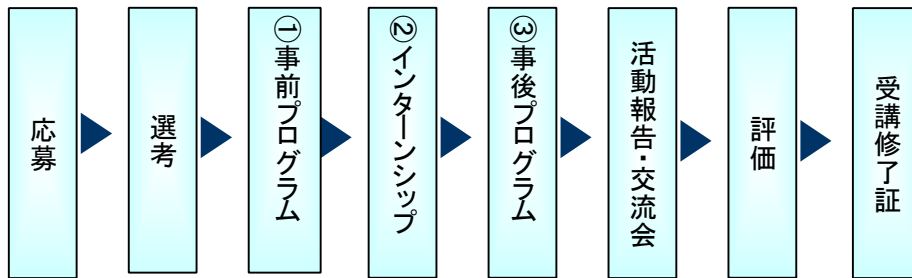 応募
選考
①事前プログラム
②インターンシップ
③事後プログラム
活動報告・交流会
評価
受講修了証